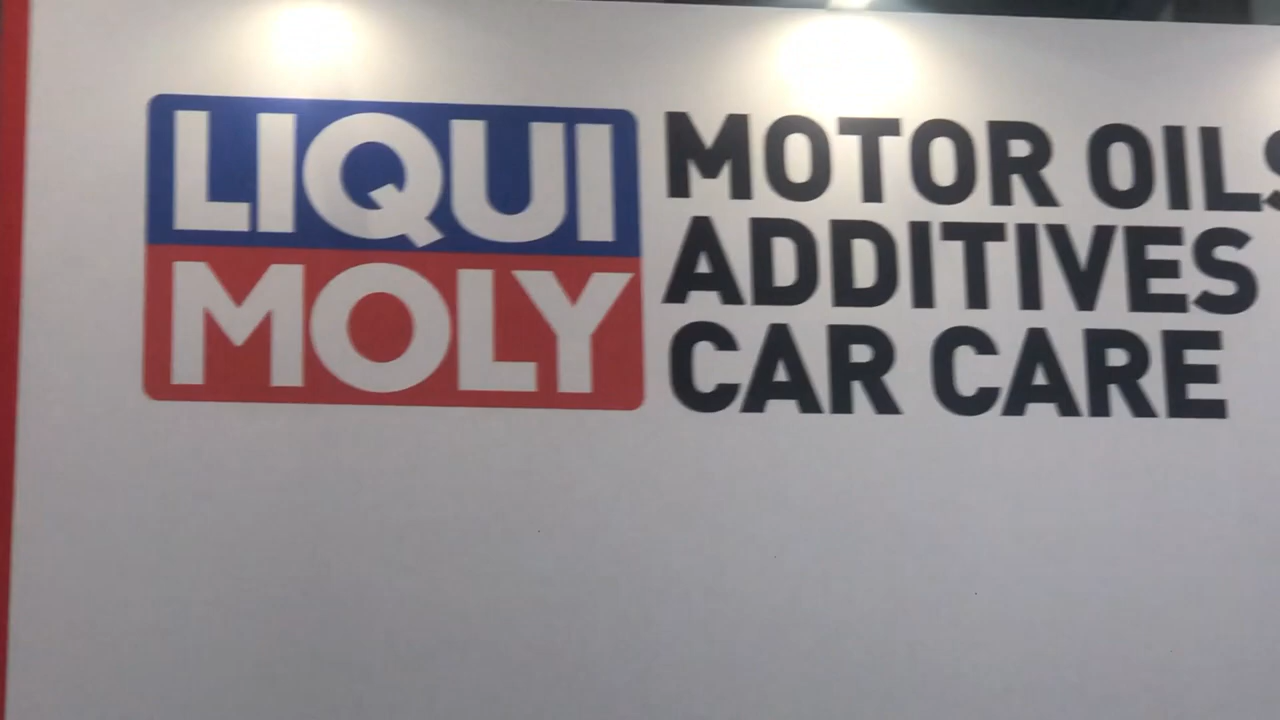 LIQUI
MOLY
MOTOR OILS
ADDITIVES
CAR CARE